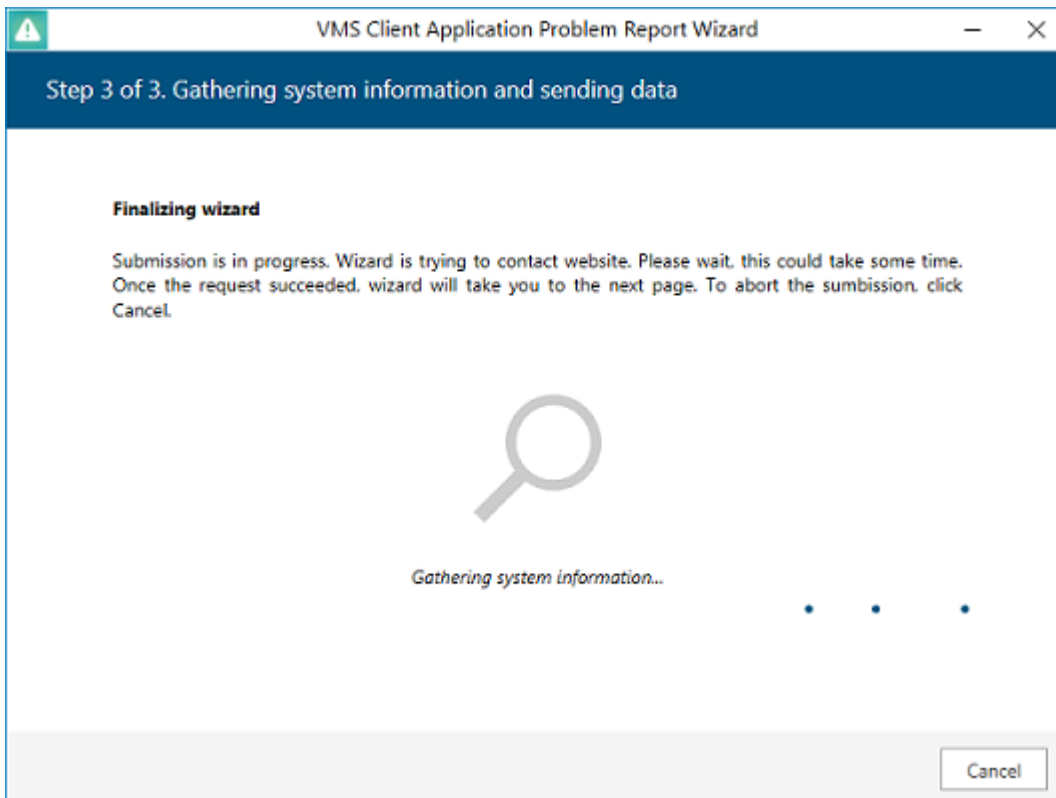 VMS Client Application Problem Report Wizard
Step 3 of 3. Gathering system information and sending data
Finalizing wizard
Submission is in progress. Wizard is trying to contact website. Please wait, this could take some time.
Once the request succeeded, wizard will take you to the next page. To abort the sumbission, click
Cancel.
Gathering system information...
Cancel